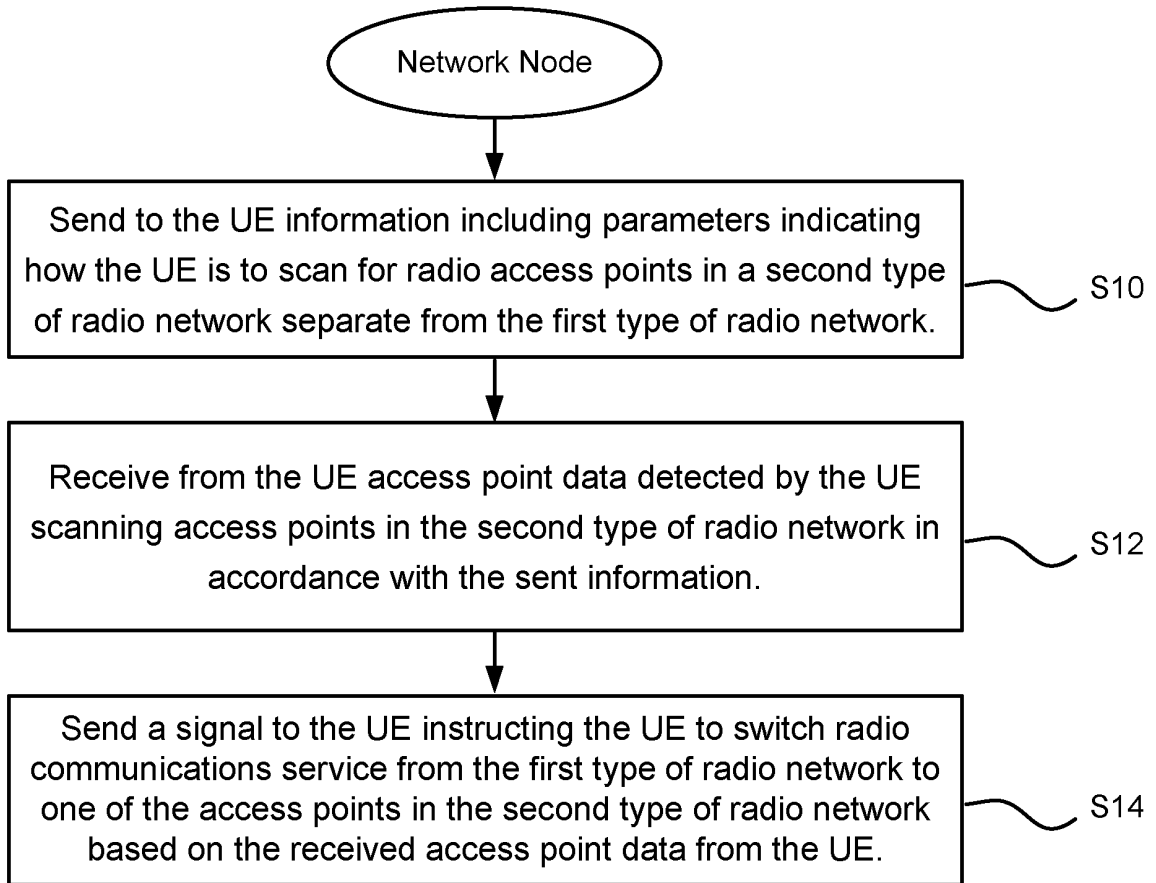 Network Node
Send to the UE information including parameters indicating
how the UE is to scan for radio access points in a second type
of radio network separate from the first type of radio network.
S10
Receive from the UE access point data detected by the UE
scanning access points in the second type of radio network in
accordance with the sent information.
S12
Send a signal to the UE instructing the UE to switch radio
communications service from the first type of radio network to
one of the access points in the second type of radio network
based on the received access point data from the UE.
S14